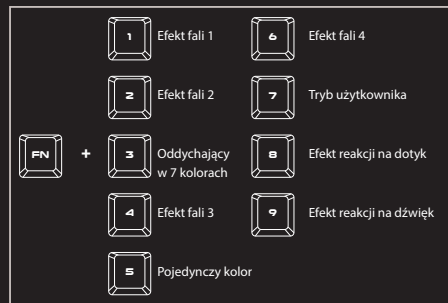 1 Efekt fali 1
2 Efekt fali 2
FN + 3 Oddychający
w 7 kolorach
4 Efekt fali 3
5 Pojedynczy kolor
6 Efekt fali 4
7 Tryb użytkownika
8 Efekt reakcji na dotyk
9 Efekt reakcji na dźwięk